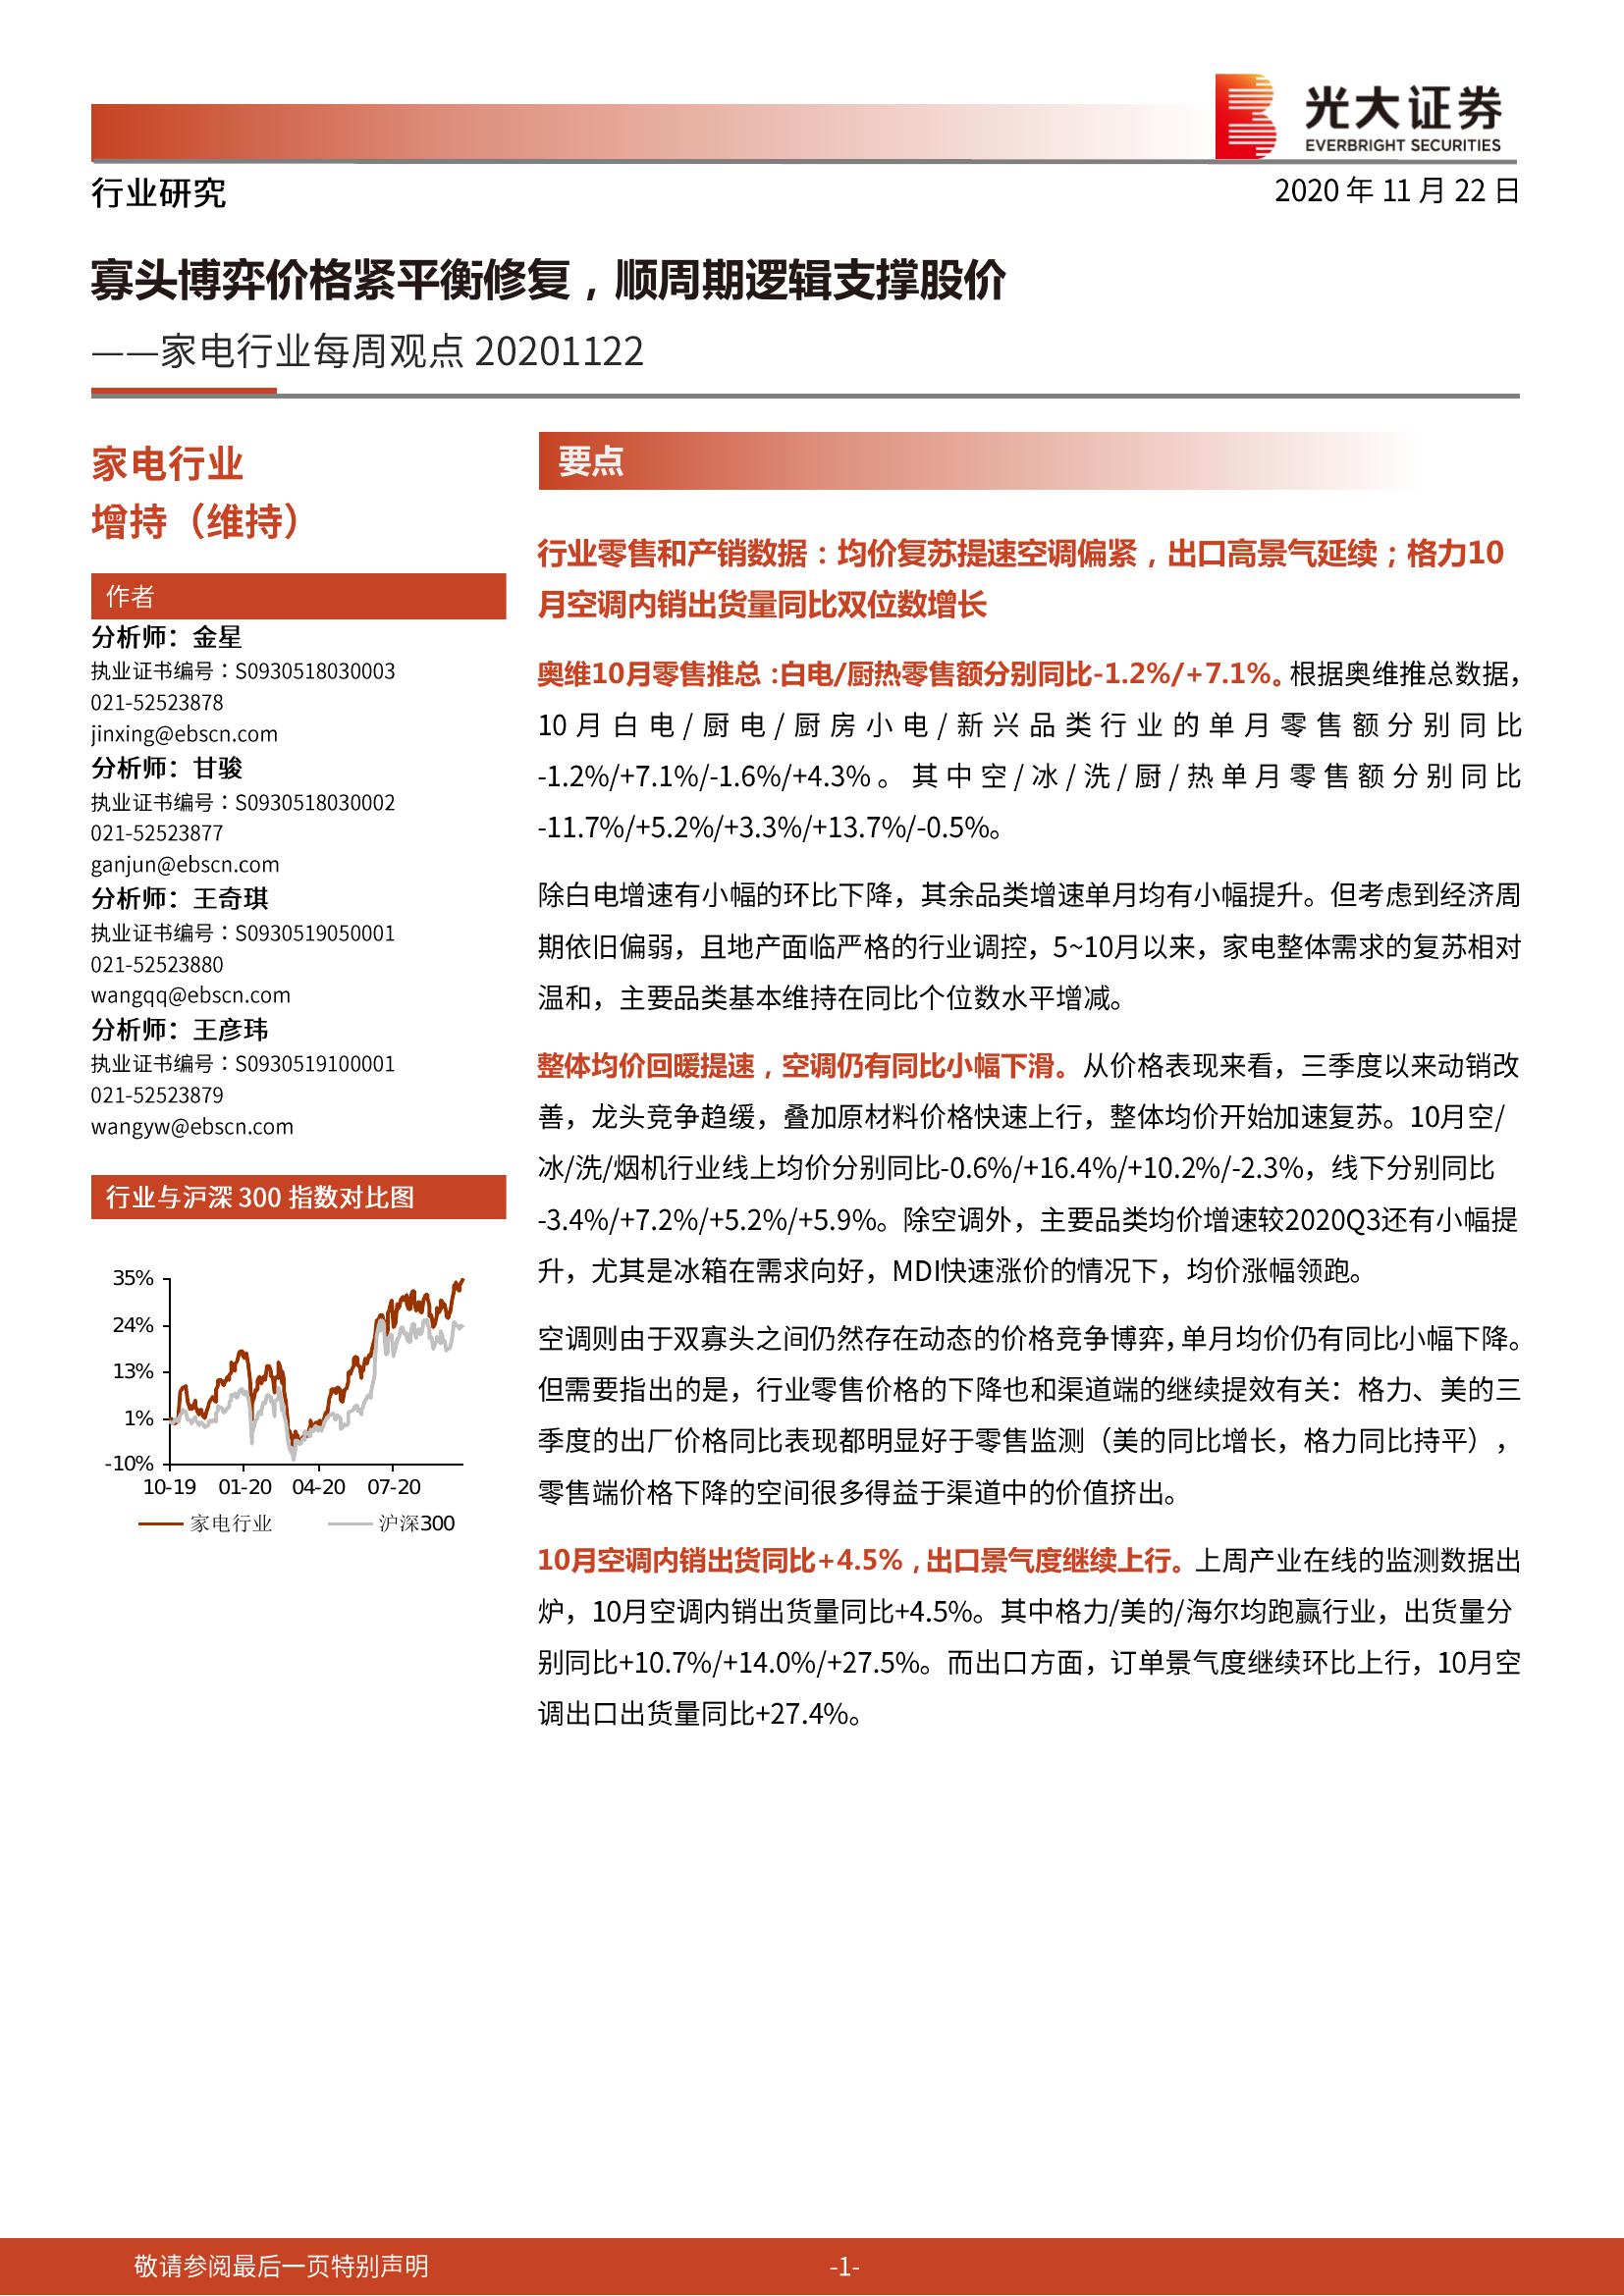 光大证券
EVERBRIGHT SECURITIES
行业研究
2020 年 11 月 22 日
寡头博弈价格紧平衡修复，顺周期逻辑支撑股价
——家电行业每周观点 20201122
家电行业
增持（维持）
作者
分析师：金星
执业证书编号：S0930518030003
021-52523878
jinxing@ebscn.com
分析师：甘骏
执业证书编号：S0930518030002
021-52523877
ganjun@ebscn.com
分析师：王奇琪
执业证书编号：S0930519050001
021-52523880
wangqq@ebscn.com
分析师：王彦玮
执业证书编号：S0930519100001
021-52523879
wangyw@ebscn.com
行业与沪深 300 指数对比图
35%
24%
13%
1%
-10%
10-19 01-20 04-20 07-20
家电行业 沪深300
要点
行业零售和产销数据：均价复苏提速空调偏紧，出口高景气延续；格力10
月空调内销出货量同比双位数增长
奥维10月零售推总：白电/厨热零售额分别同比-1.2%/+7.1%。根据奥维推总数据，
10月白电/厨电/厨房小电/新兴品类行业的单月零售额分别同比
-1.2%/+7.1%/-1.6%/+4.3%。其中空/冰/洗/厨/热单月零售额分别同比
-11.7%/+5.2%/+3.3%/+13.7%/-0.5%。
除白电增速有小幅的环比下降，其余品类增速单月均有小幅提升。但考虑到经济周
期依旧偏弱，且地产面临严格的行业调控，5~10月以来，家电整体需求的复苏相对
温和，主要品类基本维持在同比个位数水平增减。
整体均价回暖提速，空调仍有同比小幅下滑。从价格表现来看，三季度以来动销改
善，龙头竞争趋缓，叠加原材料价格快速上行，整体均价开始加速复苏。10月空/
冰/洗/烟机行业线上均价分别同比-0.6%/+16.4%/+10.2%/-2.3%，线下分别同比
-3.4%/+7.2%/+5.2%/+5.9%。除空调外，主要品类均价增速较2020Q3还有小幅提
升，尤其是冰箱在需求向好，MDI快速涨价的情况下，均价涨幅领跑。
空调则由于双寡头之间仍然存在动态的价格竞争博弈，单月均价仍有同比小幅下降。
但需要指出的是，行业零售价格的下降也和渠道端的继续提效有关：格力、美的三
季度的出厂价格同比表现都明显好于零售监测（美的同比增长，格力同比持平），
零售端价格下降的空间很多得益于渠道中的价值挤出。
10月空调内销出货同比+4.5%，出口景气度继续上行。上周产业在线的监测数据出
炉，10月空调内销出货量同比+4.5%。其中格力/美的/海尔均跑赢行业，出货量分
别同比+10.7%/+14.0%/+27.5%。而出口方面，订单景气度继续环比上行，10月空
调出口出货量同比+27.4%。
敬请参阅最后一页特别声明
-1-